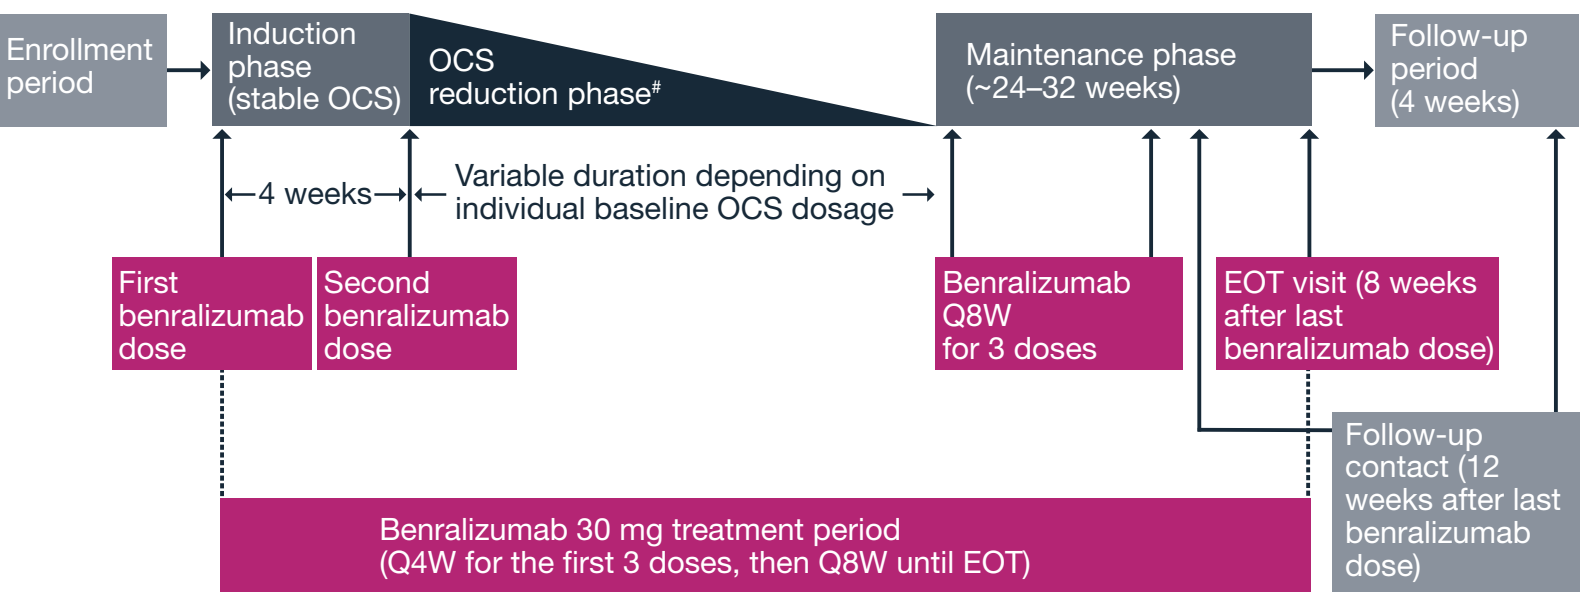 Enrollment
period
Induction
phase
(stable OCS)
OCS
reduction phase#
Maintenance phase
(~24–32 weeks)
Follow-up
period
(4 weeks)
4 weeks
Variable duration depending on
individual baseline OCS dosage
First
benralizumab
dose
Second
benralizumab
dose
Benralizumab
Q8W
for 3 doses
EOT visit (8 weeks
after last
benralizumab dose)
Follow-up
contact (12
weeks after last
benralizumab
dose)
Benralizumab 30 mg treatment period
(Q4W for the first 3 doses, then Q8W until EOT)